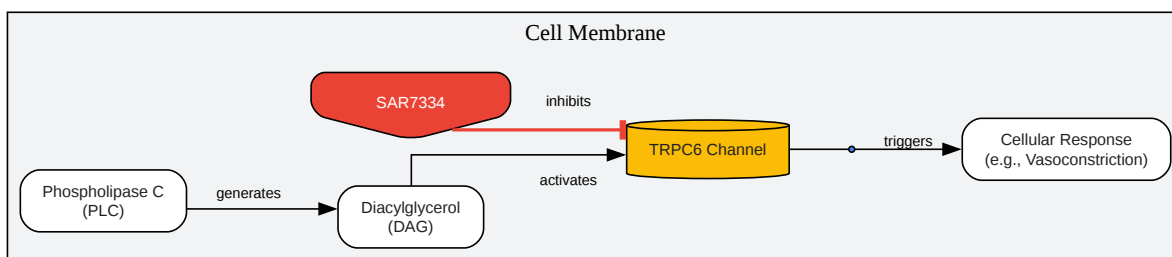 Cell Membrane
SAR7334
inhibits
TRPC6 Channel
triggers
Cellular Response
(e.g., Vasoconstriction)
activates
Phospholipase C
(PLC)
generates
Diacylglycerol
(DAG)